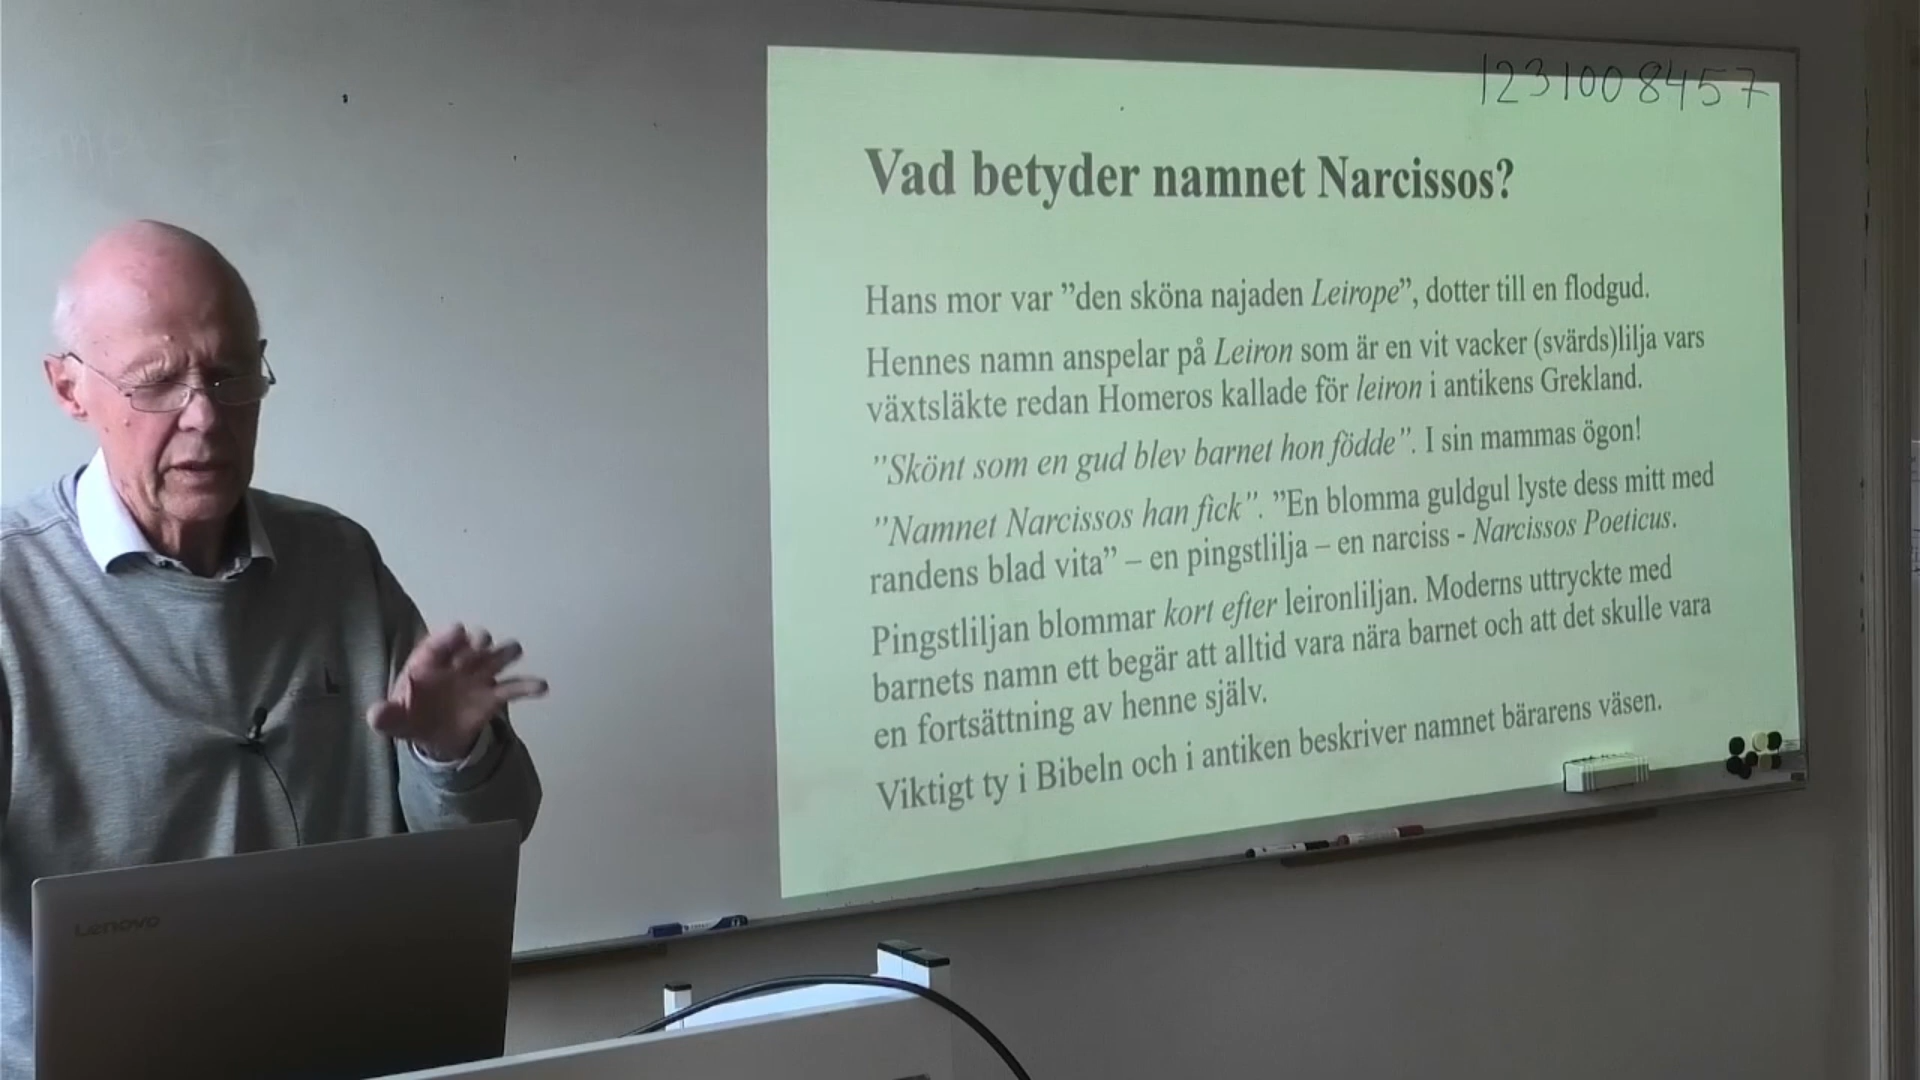 1231008457
Vad betyder namnet Narcissos?
Hans mor var ”den sköna najaden Leirope”, dotter till en flodgud.
Hennes namn anspelar på Leiron som är en vit vacker (svärds)lilja vars
växtsläkte redan Homeros kallade för leiron i antikens Grekland.
”Skönt som en gud blev barnet hon födde”. I sin mammas ögon!
”Namnet Narcissos han fick”. ”En blomma guldgul lyste dess mitt med
randens blad vita” – en pingstlilja – en narciss - Narcissos Poeticus.
Pingstliljan blommar kort efter leironliljan. Moderns uttryckte med
barnets namn ett begär att alltid vara nära barnet och att det skulle vara
en fortsättning av henne själv.
Viktigt ty i Bibeln och i antiken beskriver namnet bärarens väsen.
Lenovo